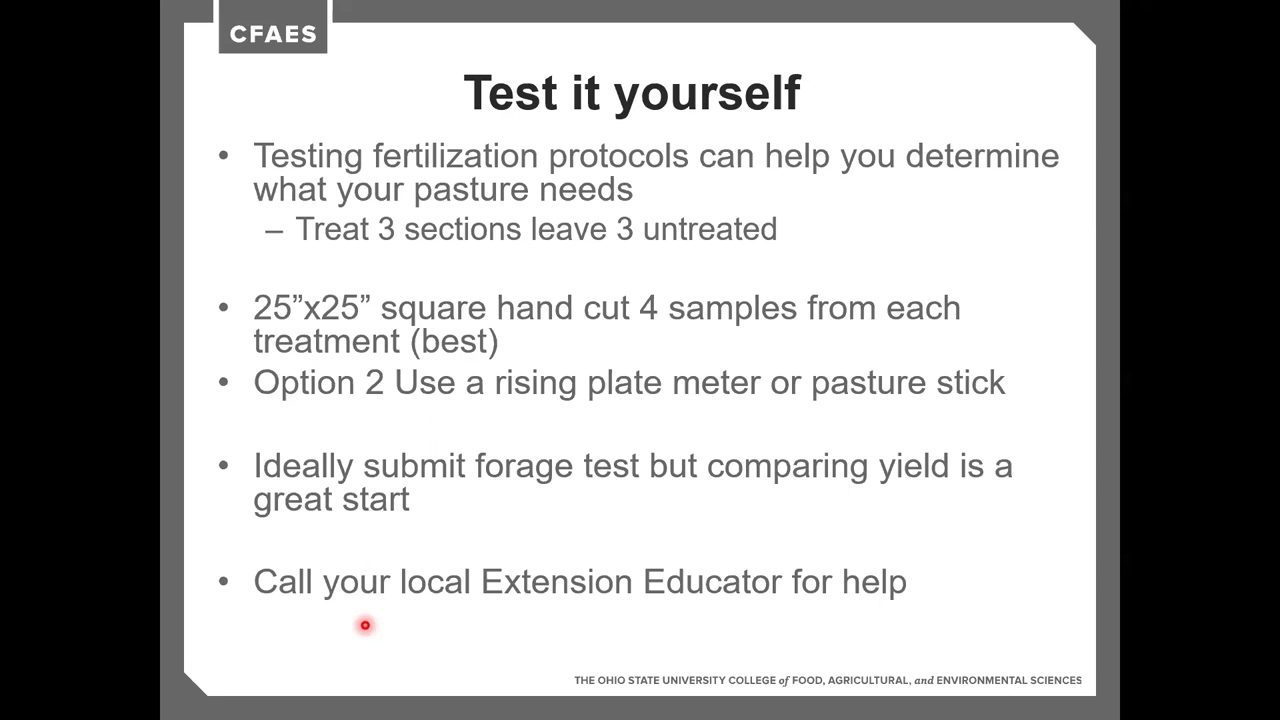 CFAES
Test it yourself
• Testing fertilization protocols can help you determine
what your pasture needs
– Treat 3 sections leave 3 untreated
• 25”x25” square hand cut 4 samples from each
treatment (best)
• Option 2 Use a rising plate meter or pasture stick
• Ideally submit forage test but comparing yield is a
great start
• Call your local Extension Educator for help
THE OHIO STATE UNIVERSITY COLLEGE of FOOD, AGRICULTURAL, and ENVIRONMENTAL SCIENCES